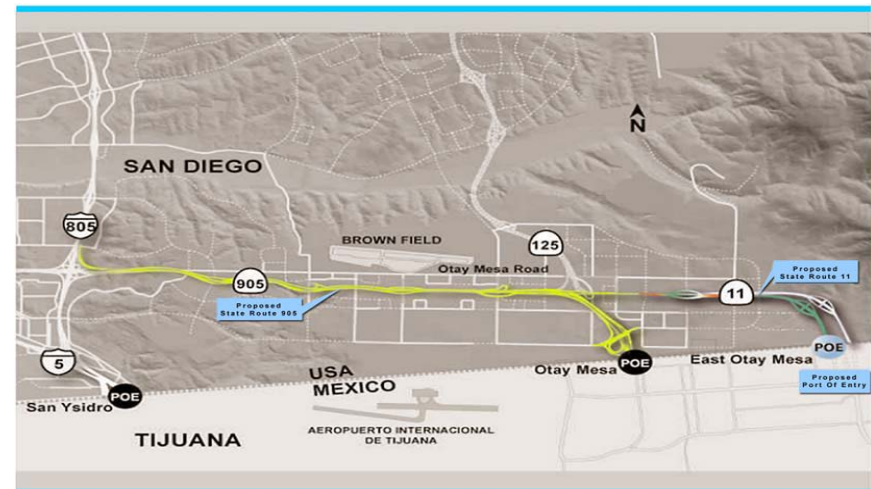 N
SAN DIEGO
805
BROWN FIELD
125
Otay Mesa Road
Proposed
State Route 11
905
11
Proposed
State Route 905
POE
5
USA
MEXICO
Otay Mesa
POE
East Otay Mesa
Proposed
Port Of Entry
POE
San Ysidro
TIJUANA
AEROPUERTO INTERNACIONAL
DE TIJUANA